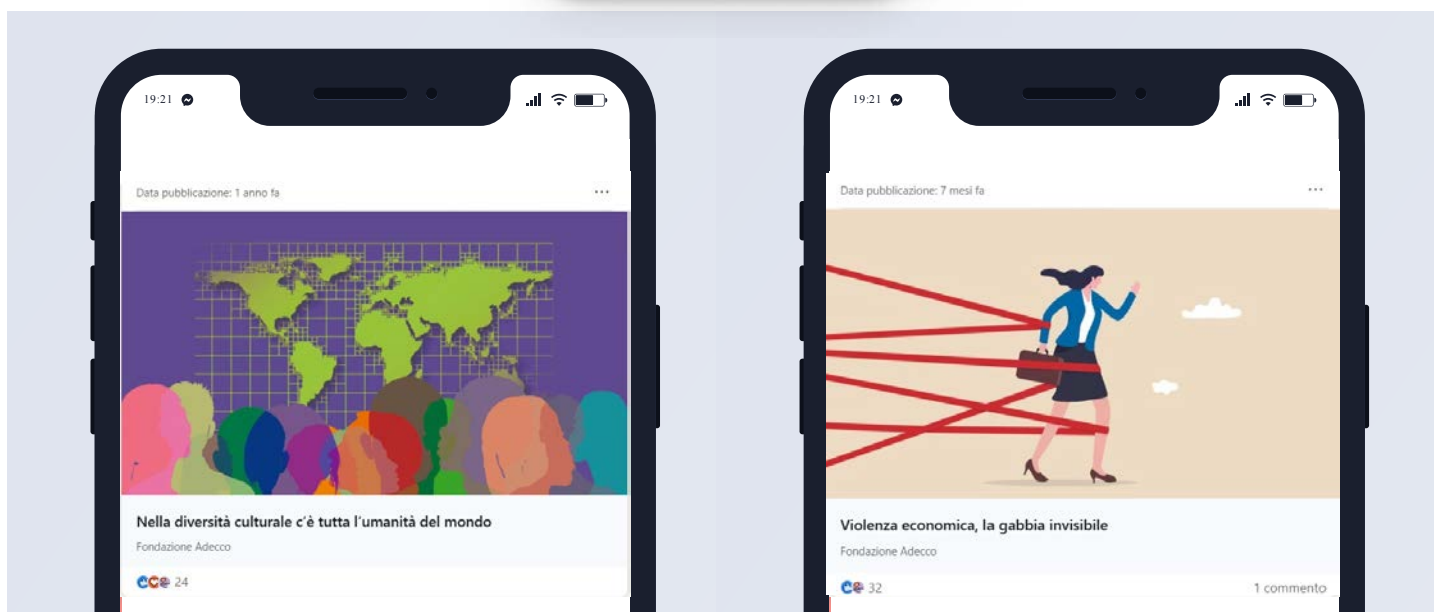 19:21
Data pubblicazione: 1 anno fa
Nella diversità culturale c'è tutta l'umanità del mondo
Fondazione Adecco
24
19:21
Data pubblicazione: 7 mesi fa
Violenza economica, la gabbia invisibile
Fondazione Adecco
32
1 commento